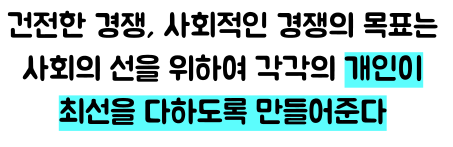 건전한 경쟁, 사회적인 경쟁의 목표는
사회의 선을 위하여 각각의 개인이
최선을 다하도록 만들어준다